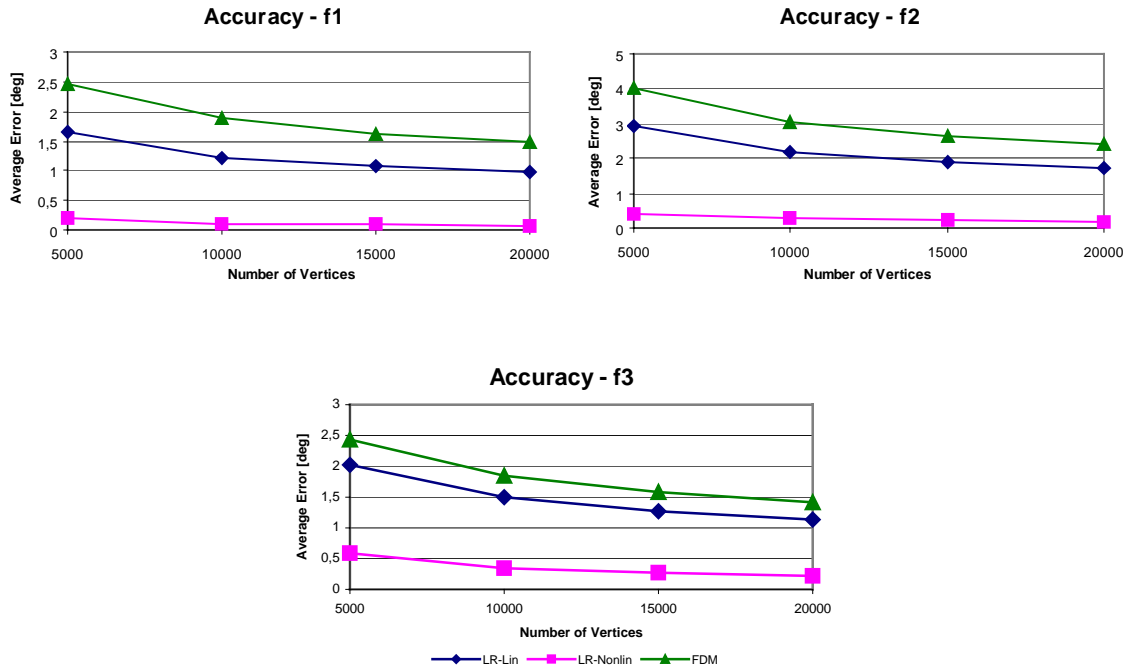 Accuracy - f1
Average Error [deg]
3
2,5
2
1,5
1
0,5
0
5000 10000 15000 20000
Number of Vertices
Accuracy - f2
Average Error [deg]
5
4
3
2
1
0
5000 10000 15000 20000
Number of Vertices
Accuracy - f3
Average Error [deg]
3
2,5
2
1,5
1
0,5
0
5000 10000 15000 20000
Number of Vertices
LR-Lin LR-Nonlin FDM